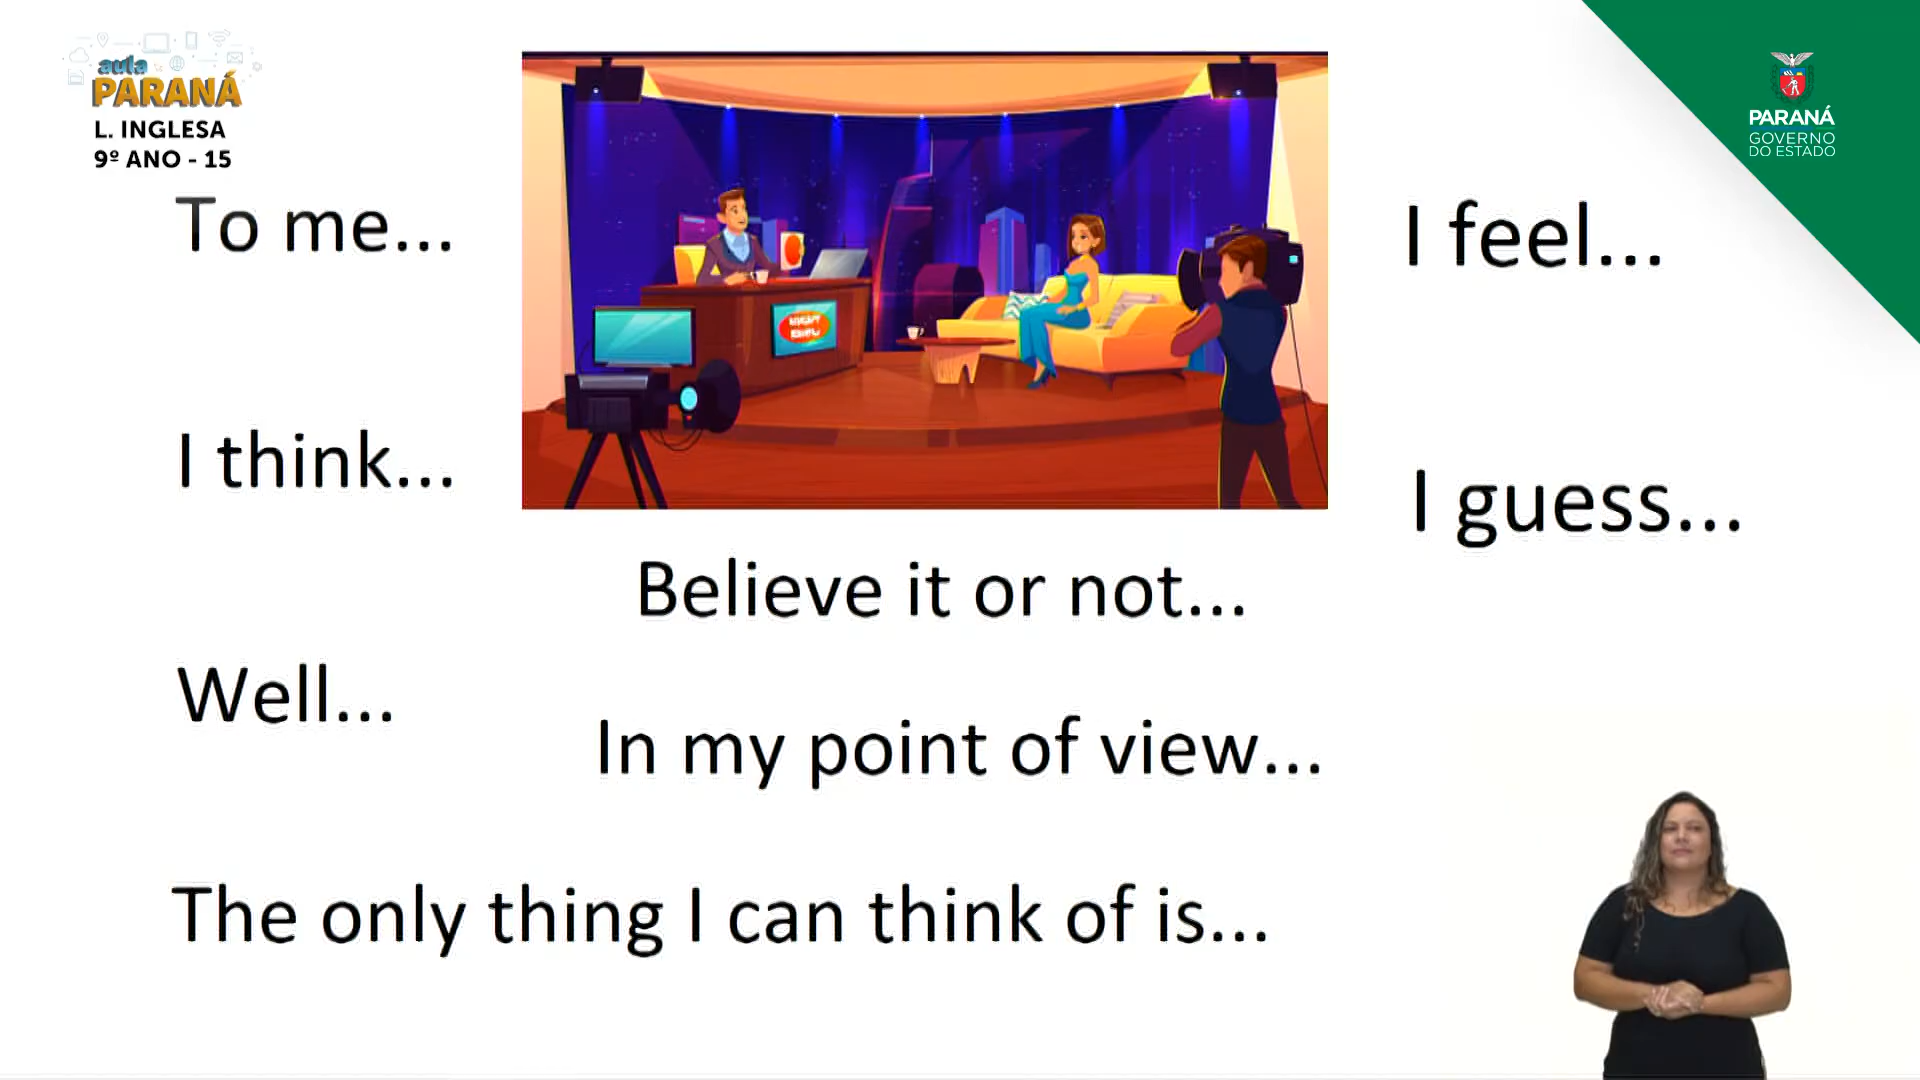 aula
PARANÁ
L. INGLESA
9º ANO - 15
PARANÁ
GOVERNO
DO ESTADO
To me...
I feel...
I think...
I guess...
Believe it or not...
Well...
In my point of view...
The only thing I can think of is...